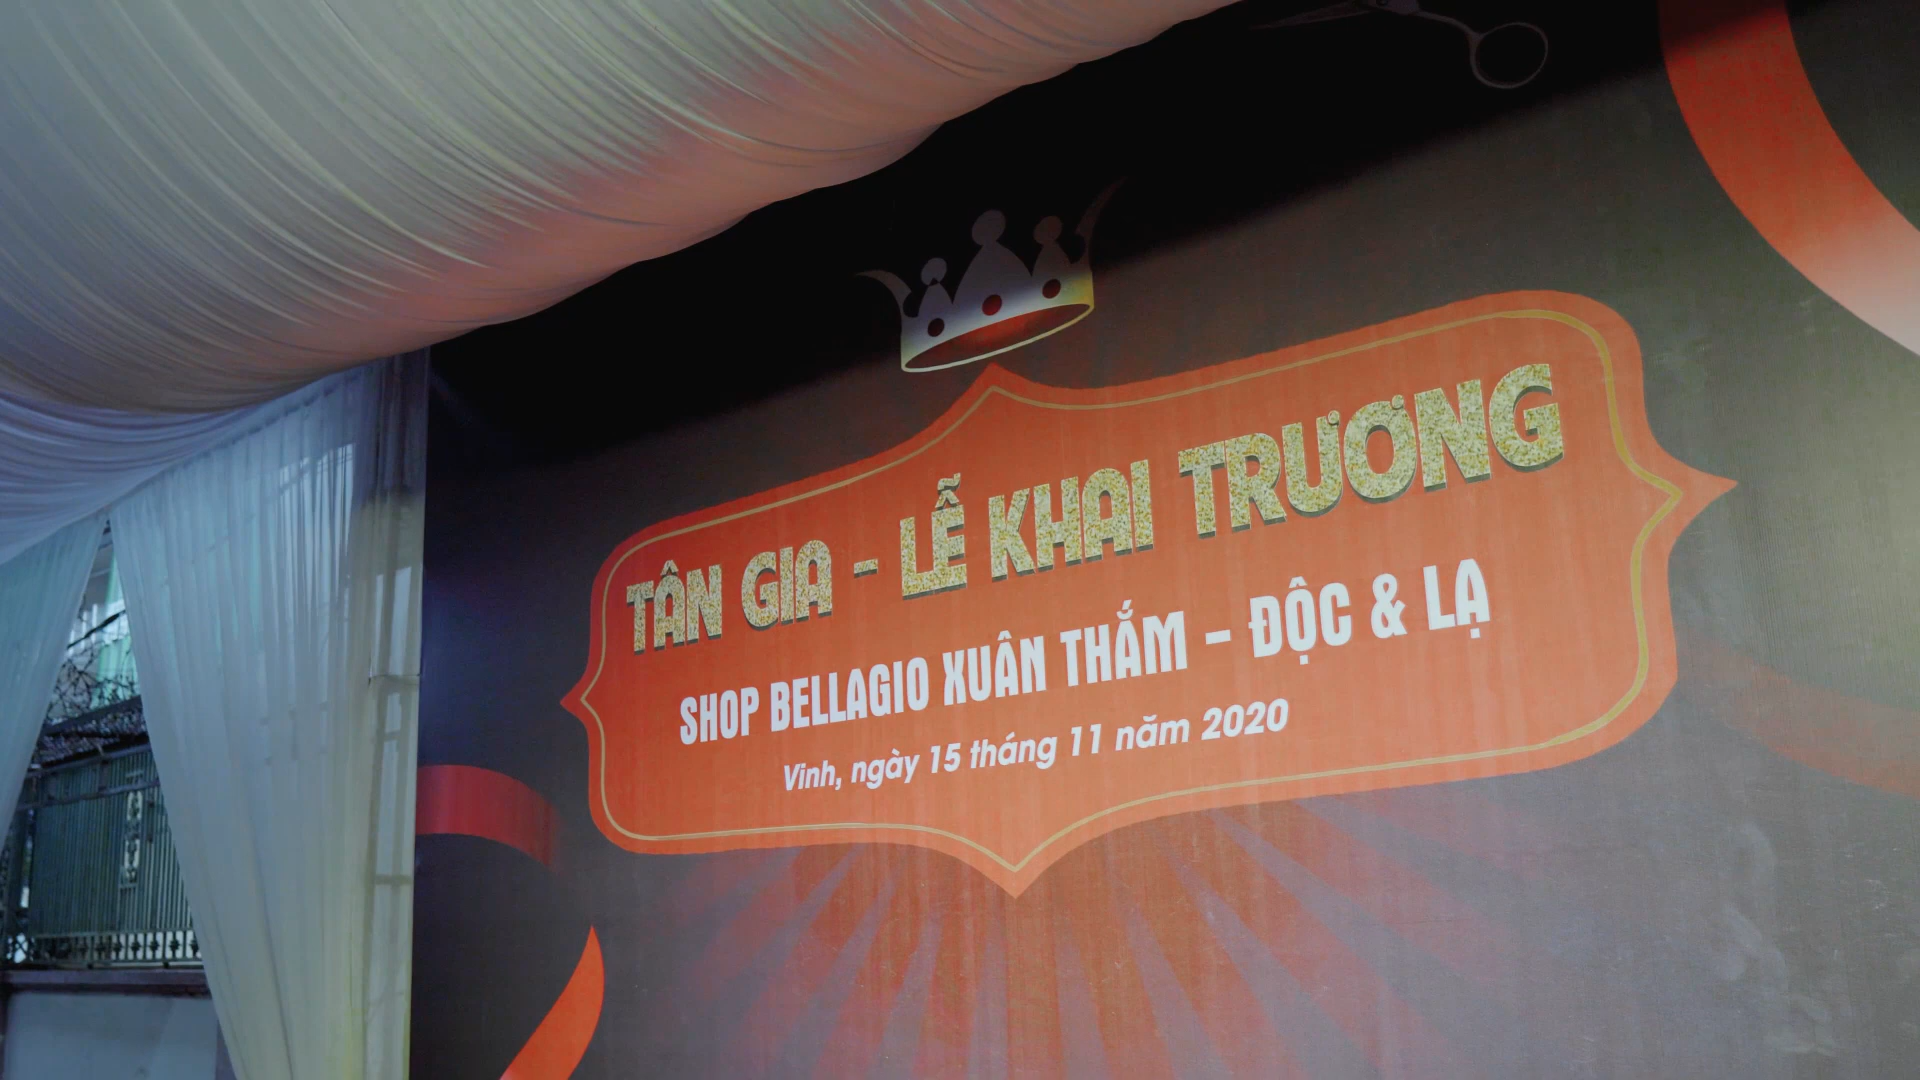 TÂN GIA - LỄ KHAI TRƯƠNG
SHOP BELLAGIO XUÂN THẮM - ĐỘC & LẠ
Vinh, ngày 15 tháng 11 năm 2020